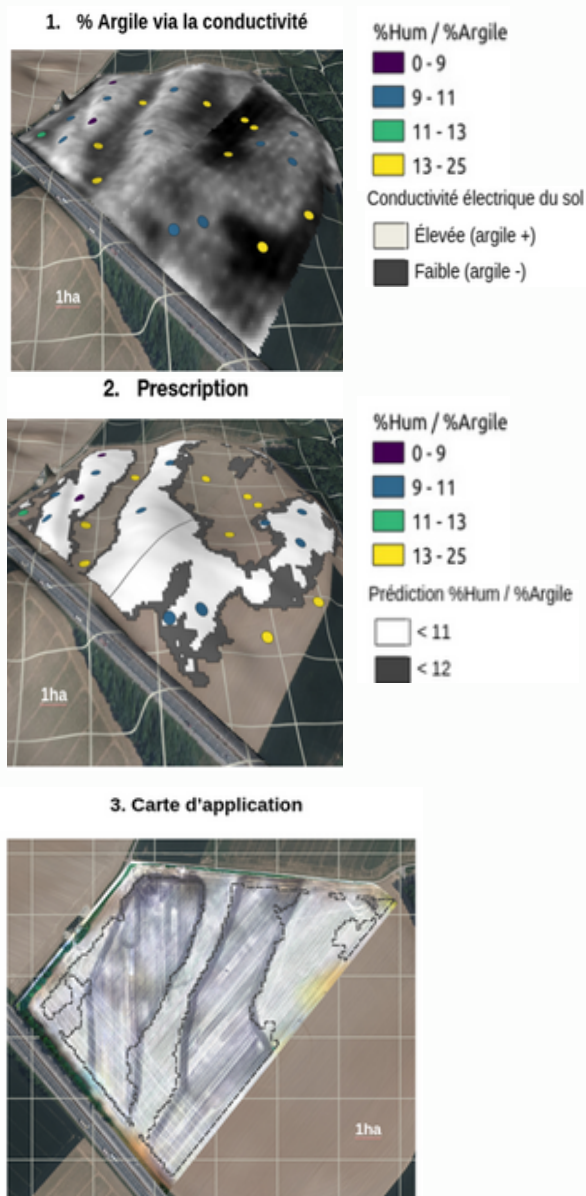 1. % Argile via la conductivité
%Hum / %Argile
0 - 9
9 - 11
11 - 13
13 - 25
Conductivité électrique du sol
Élevée (argile +)
Faible (argile -)
1ha
2. Prescription
%Hum / %Argile
0 - 9
9 - 11
11 - 13
13 - 25
Prédiction %Hum / %Argile
< 11
< 12
1ha
3. Carte d'application
1ha